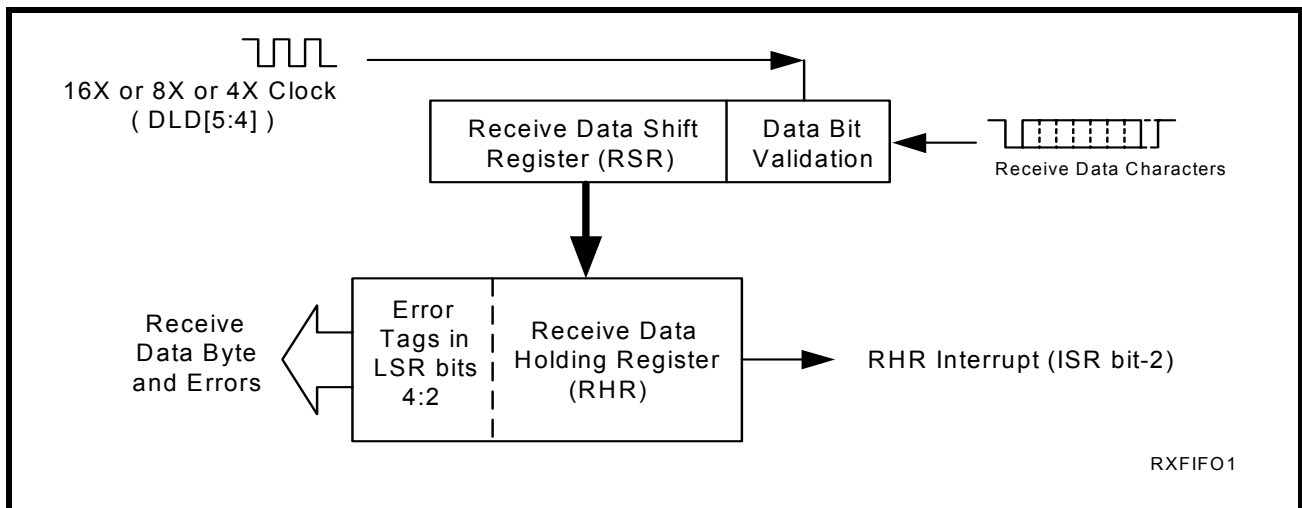 16X or 8X or 4X Clock
( DLD[5:4] )
Receive Data Shift
Register (RSR)
Data Bit
Validation
Receive Data Characters
Receive
Data Byte
and Errors
Error
Tags in
LSR bits
4:2
Receive Data
Holding Register
(RHR)
RHR Interrupt (ISR bit-2)
RXFIFO1